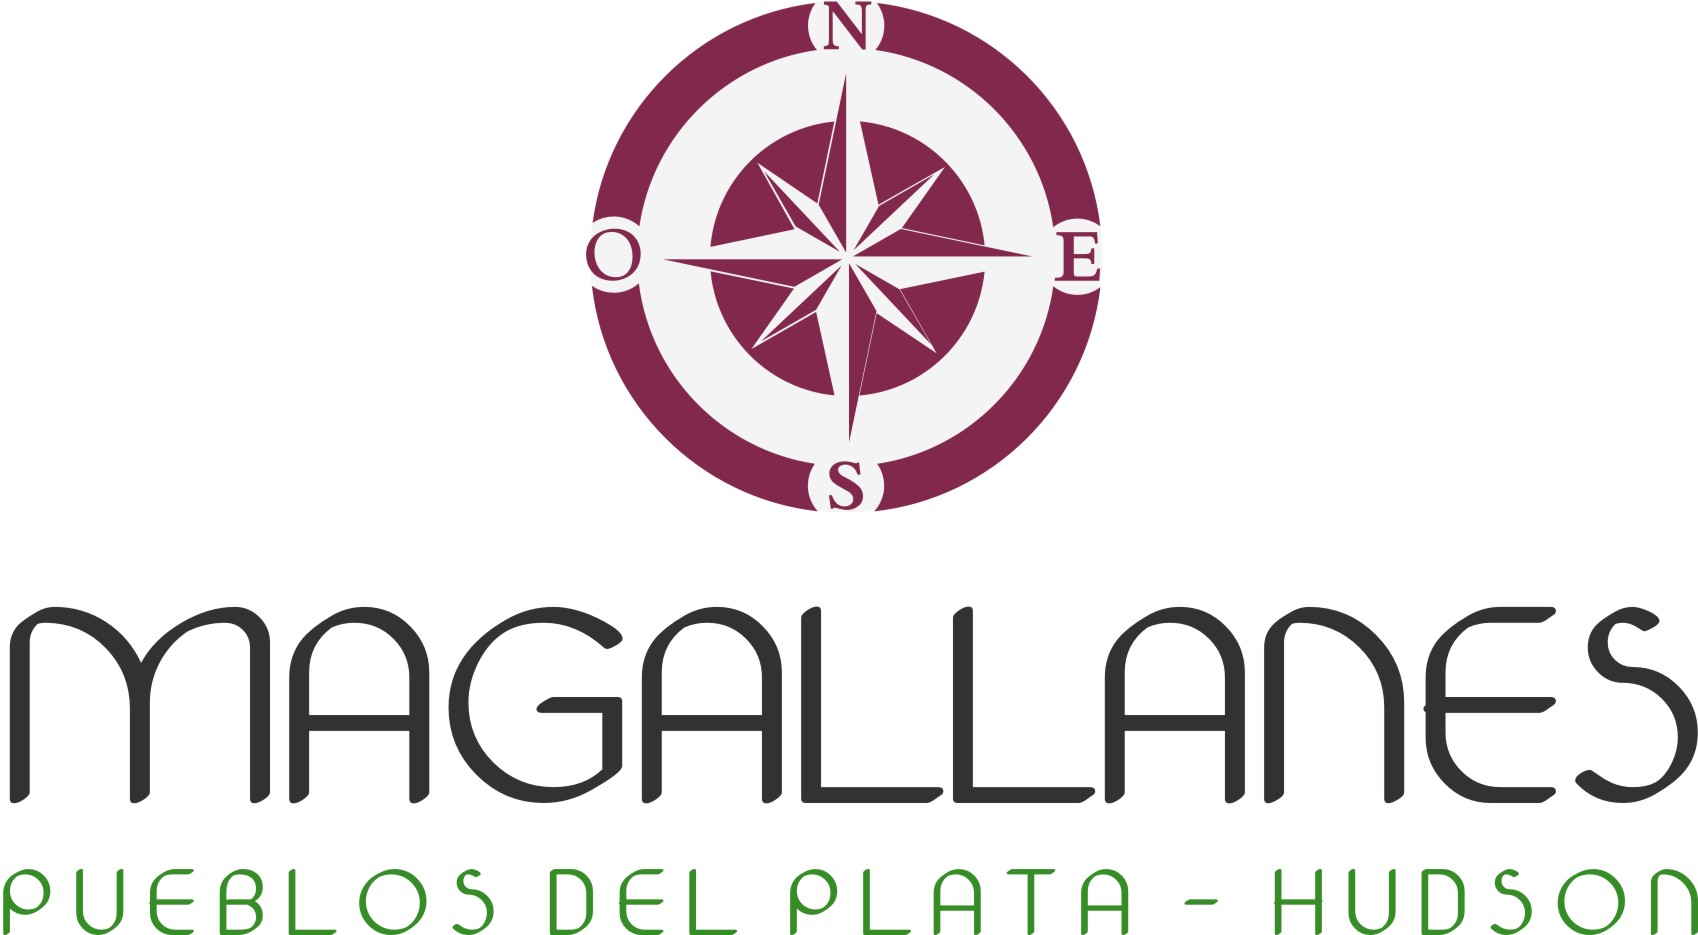 N
O E
S
MAGALLANES
PUEBLOS DEL PLATA - HUDSON